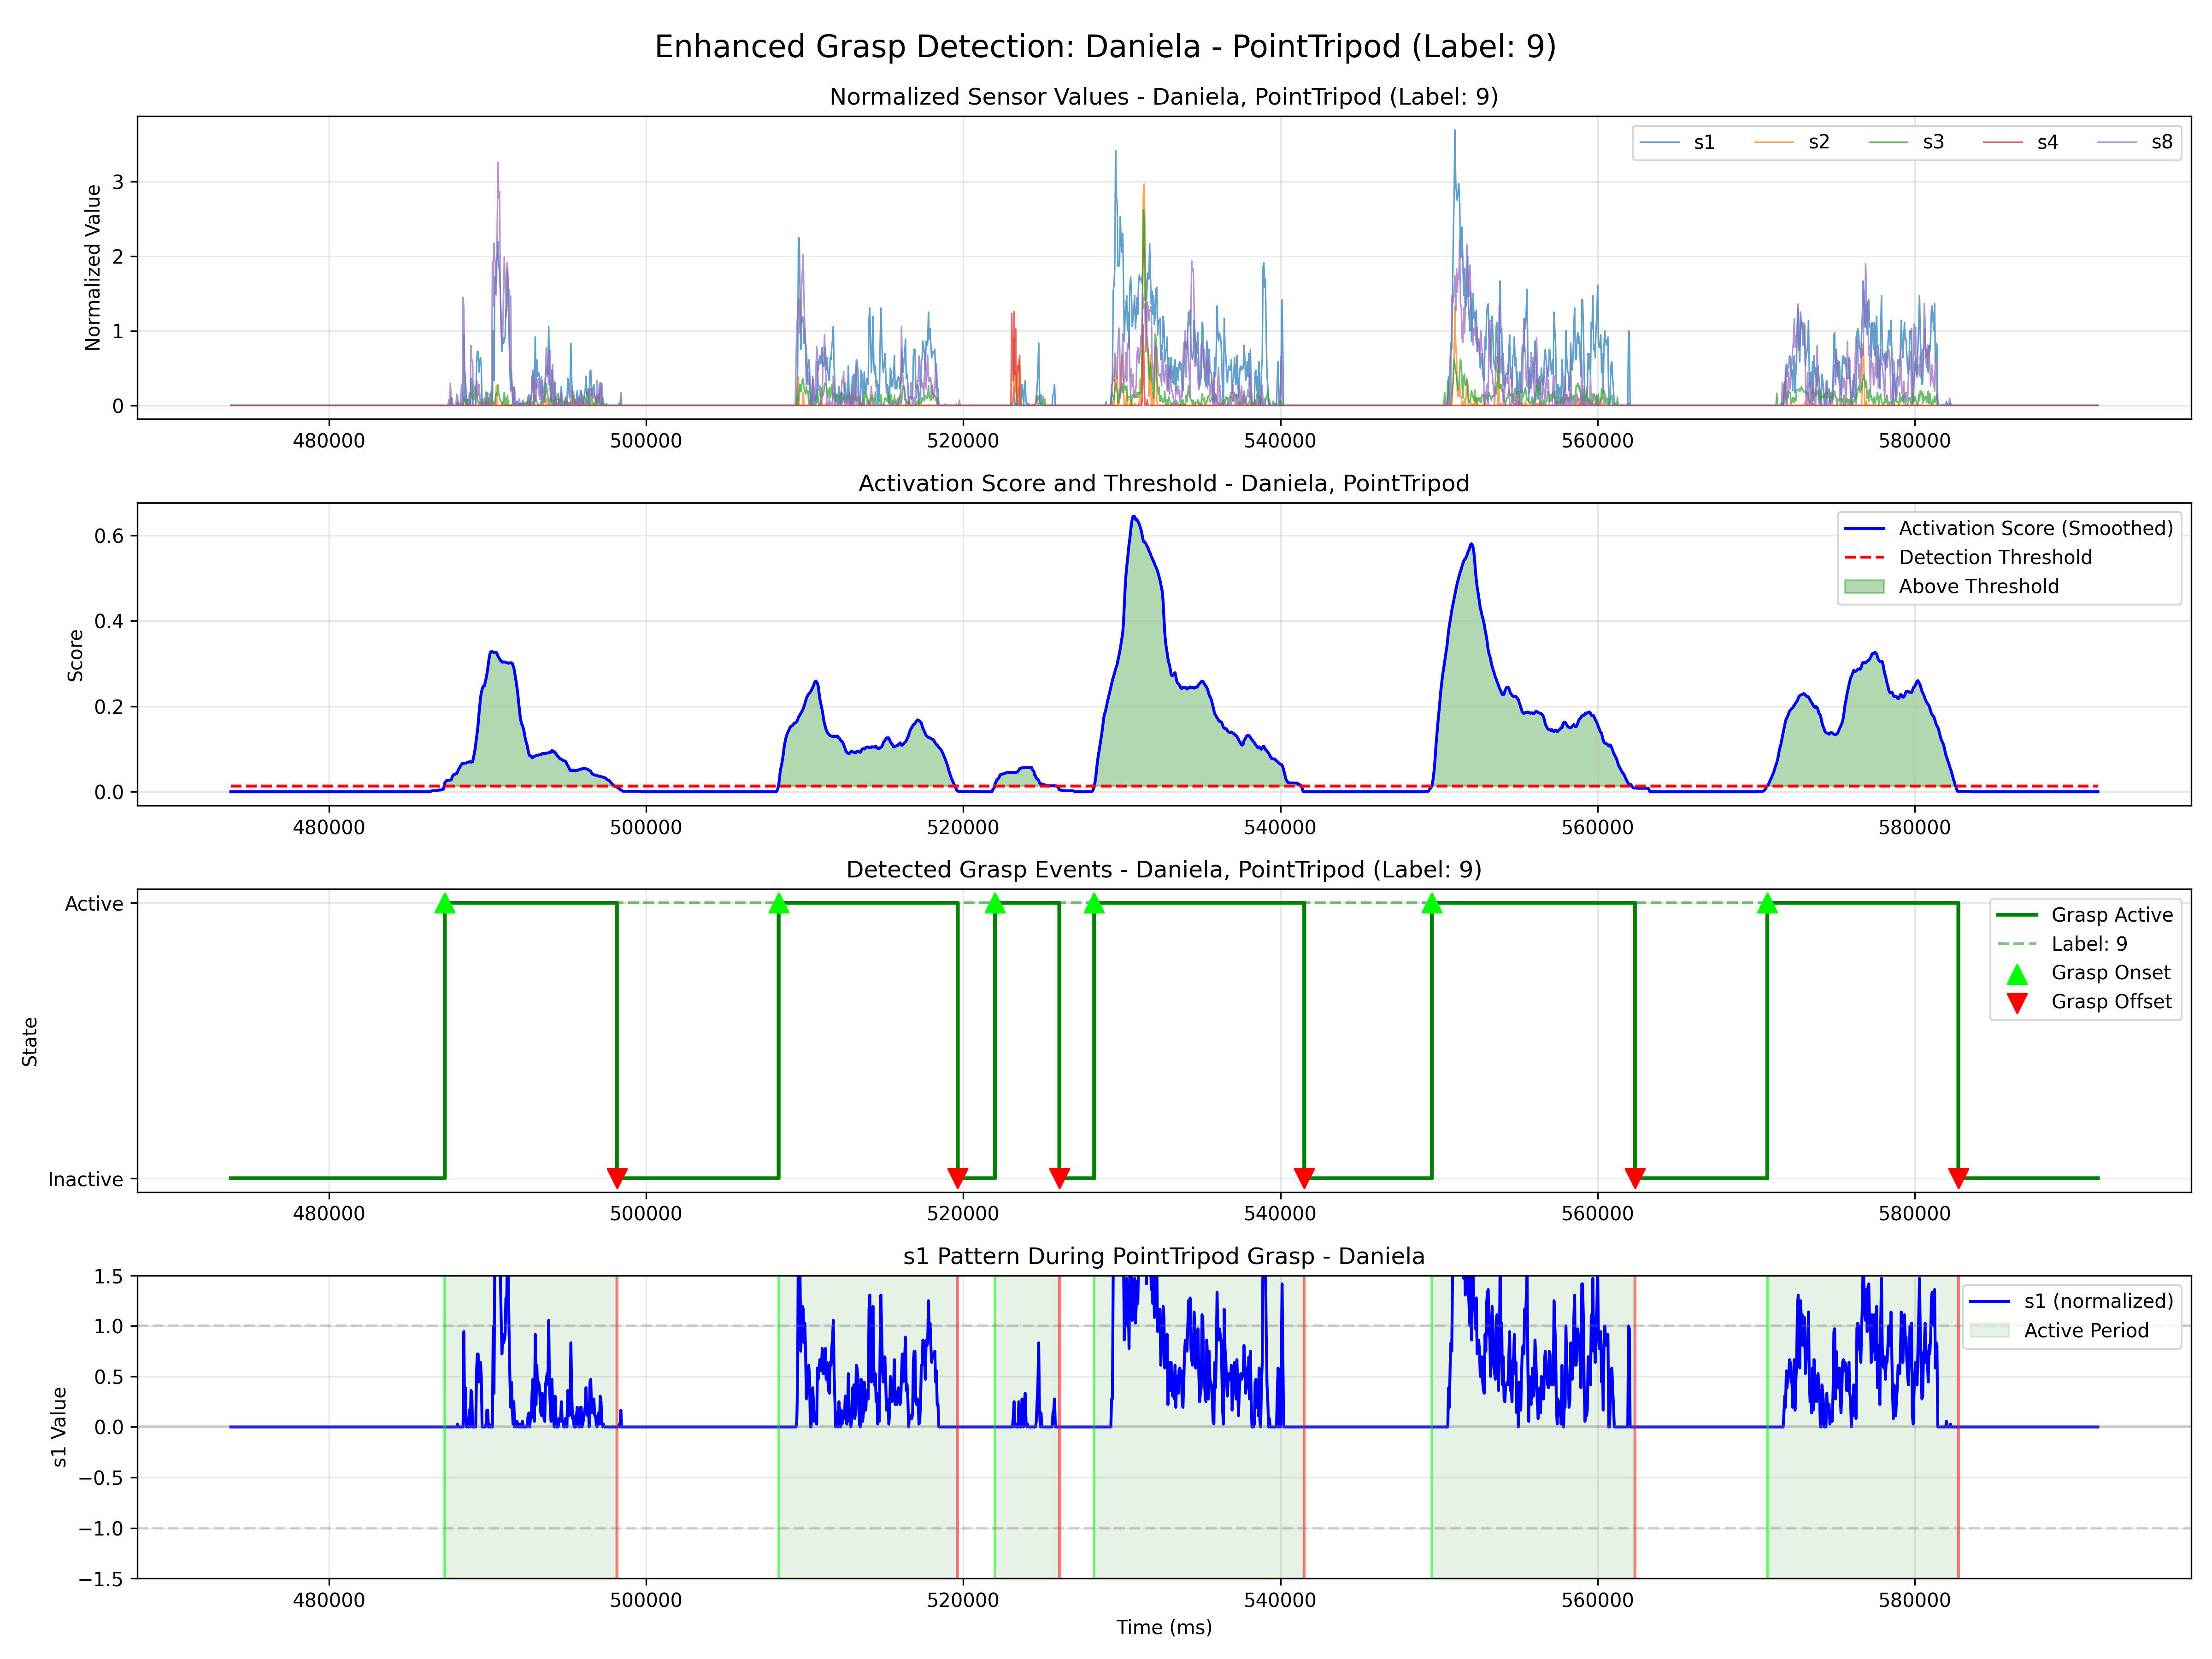 Enhanced Grasp Detection: Daniela - PointTripod (Label: 9)
Normalized Sensor Values - Daniela, PointTripod (Label: 9)
Normalized Value
3
2
1
0
s1 s2 s3 s4 s8
480000 500000 520000 540000 560000 580000
Activation Score and Threshold - Daniela, PointTripod
Score
0.6
0.4
0.2
0.0
Activation Score (Smoothed)
Detection Threshold
Above Threshold
480000 500000 520000 540000 560000 580000
Detected Grasp Events - Daniela, PointTripod (Label: 9)
State
Active
Inactive
Grasp Active
Label: 9
Grasp Onset
Grasp Offset
480000 500000 520000 540000 560000 580000
s1 Pattern During PointTripod Grasp - Daniela
s1 Value
1.5
1.0
0.5
0.0
−0.5
−1.0
−1.5
s1 (normalized)
Active Period
480000 500000 520000 540000 560000 580000
Time (ms)